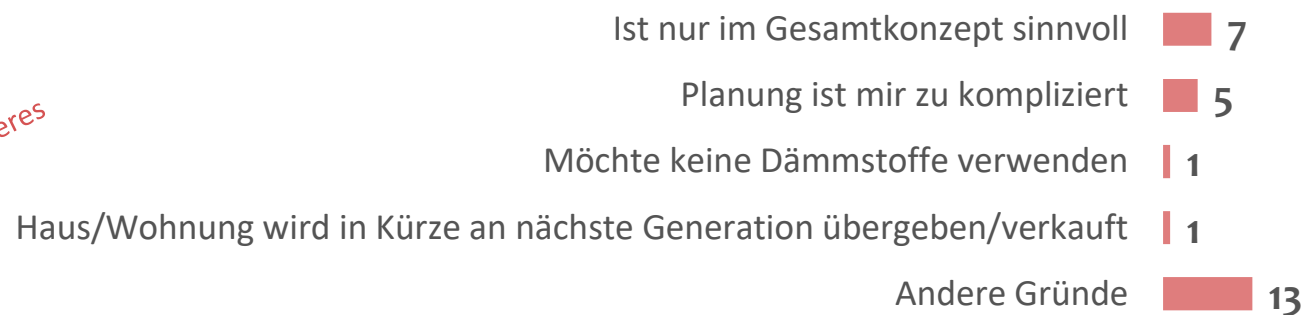 Ist nur im Gesamtkonzept sinnvoll 7
Planung ist mir zu kompliziert 5
Möchte keine Dämmstoffe verwenden 1
Haus/Wohnung wird in Kürze an nächste Generation übergeben/verkauft 1
Andere Gründe 13